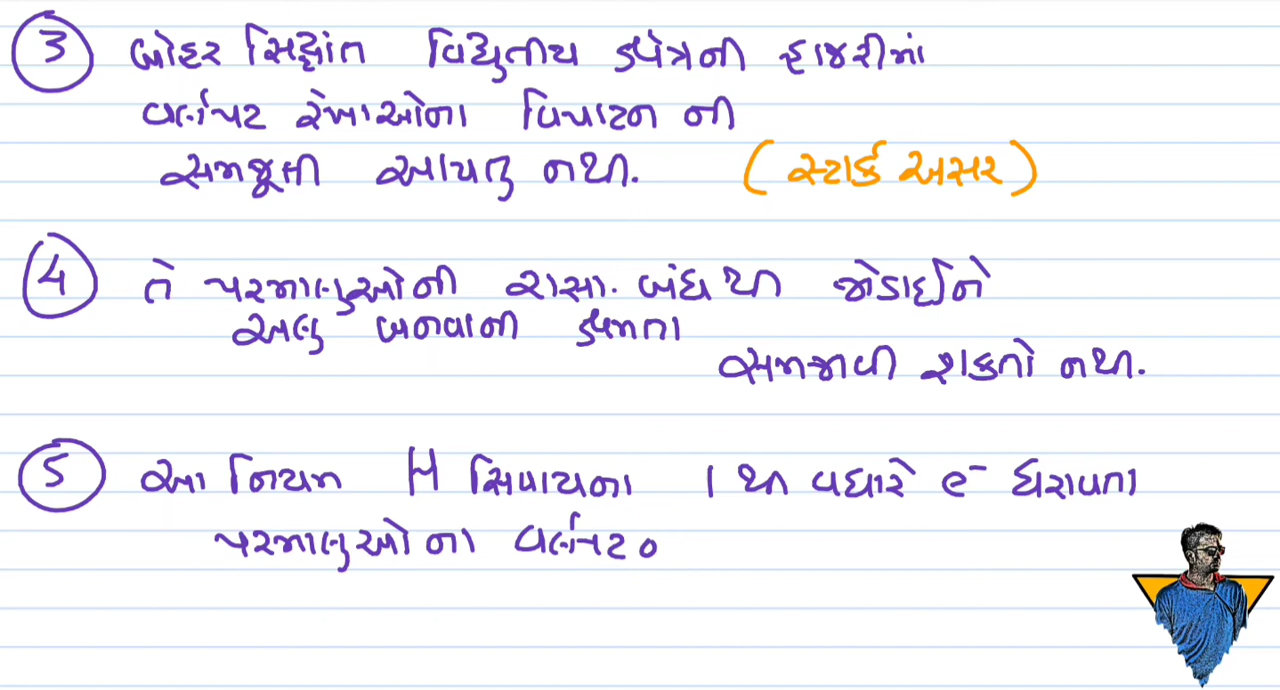 3 બોહર સિદ્ધાંત વિદ્યુતીય ક્ષેત્રની હાજરીમાં
વર્ણપટ રેખાઓના વિપાટન ની
સમજૂતી આપતુ નથી. (સ્ટાર્ક અસર)
4 તે પરમાણુઓની રાસા. બંધ થી જોડાઈને
અણુ બનવાની ક્ષમતા
સમજાવી શકતો નથી.
5 આ નિયમ H સિવાયના 1 થી વધારે e⁻ ધરાવતા
પરમાણુઓના વર્ણપટ